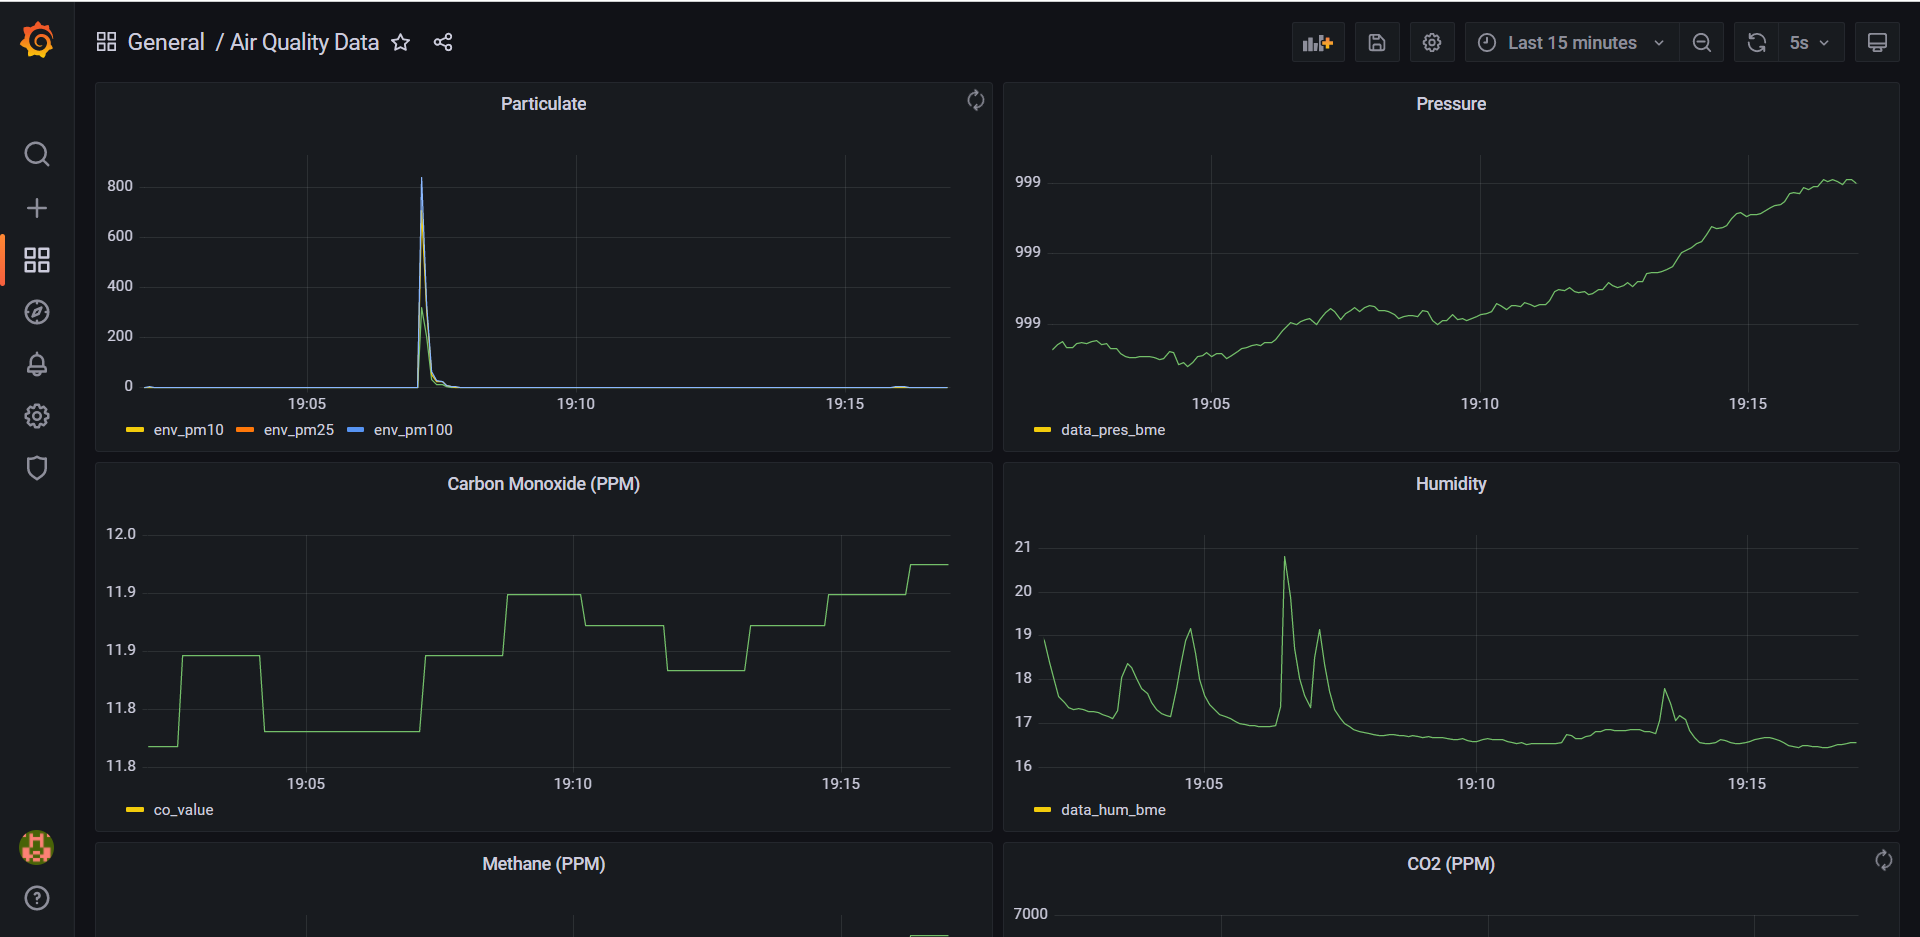 General / Air Quality Data
Last 15 minutes
5s
Particulate
800
600
400
200
0
19:05 19:10 19:15
env_pm10 env_pm25 env_pm100
Pressure
999
999
999
19:05 19:10 19:15
data_pres_bme
Carbon Monoxide (PPM)
12.0
11.9
11.9
11.8
11.8
19:05 19:10 19:15
co_value
Humidity
21
20
19
18
17
16
19:05 19:10 19:15
data_hum_bme
Methane (PPM)
CO2 (PPM)
7000